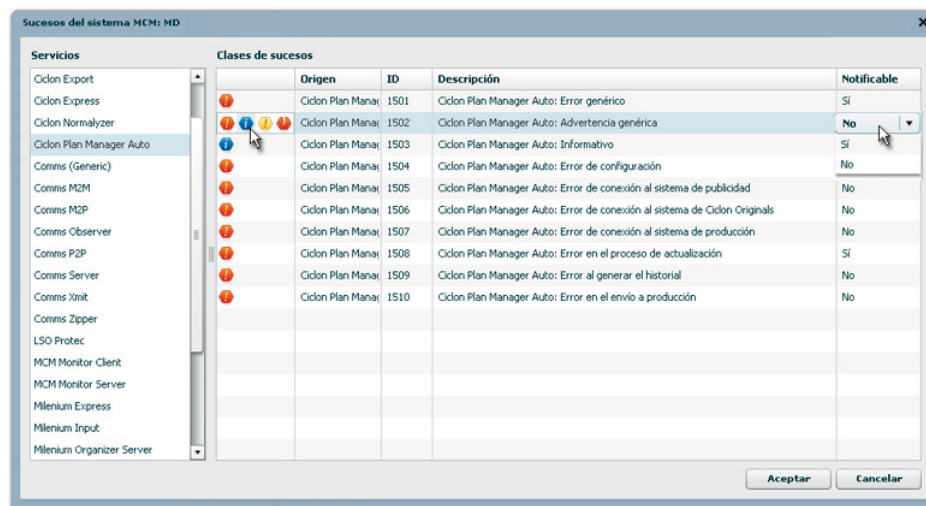 Sucesos del sistema MCM: MD
Servicios
Ciclon Export
Ciclon Express
Ciclon Normalyzer
Ciclon Plan Manager Auto
Comms (Generic)
Comms M2M
Comms M2P
Comms Observer
Comms P2P
Comms Server
Comms Xmit
Comms Zipper
LSO Protec
MCM Monitor Client
MCM Monitor Server
Milenium Express
Milenium Input
Milenium Organizer Server
Clases de sucesos
Origen ID Descripción Notificable
Ciclon Plan Manag 1501 Ciclon Plan Manager Auto: Error genérico Sí
Ciclon Plan Manag 1502 Ciclon Plan Manager Auto: Advertencia genérica No
Ciclon Plan Manag 1503 Ciclon Plan Manager Auto: Informativo Sí
Ciclon Plan Manag 1504 Ciclon Plan Manager Auto: Error de configuración No
Ciclon Plan Manag 1505 Ciclon Plan Manager Auto: Error de conexión al sistema de publicidad No
Ciclon Plan Manag 1506 Ciclon Plan Manager Auto: Error de conexión al sistema de Ciclon Originals No
Ciclon Plan Manag 1507 Ciclon Plan Manager Auto: Error de conexión al sistema de producción No
Ciclon Plan Manag 1508 Ciclon Plan Manager Auto: Error en el proceso de actualización Sí
Ciclon Plan Manag 1509 Ciclon Plan Manager Auto: Error al generar el historial No
Ciclon Plan Manag 1510 Ciclon Plan Manager Auto: Error en el envío a producción No
Aceptar Cancelar